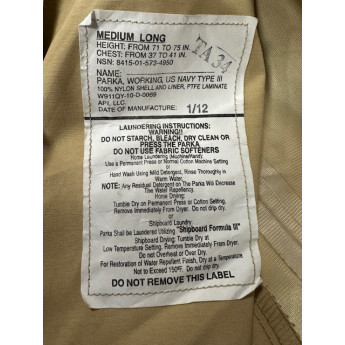 MEDIUM LONG
HEIGHT: FROM 71 TO 75 IN.
CHEST: FROM 37 TO 41 IN.
NSN: 8415-01-573-4950
TA 34
NAME:
PARKA, WORKING, US NAVY TYPE III
100% NYLON SHELL AND LINER, PTFE LAMINATE
W911QY-10-D-0069
API, LLC.
DATE OF MANUFACTURE: 1/12
LAUNDERING INSTRUCTIONS:
WARNING!!
DO NOT STARCH, BLEACH, DRY CLEAN OR
PRESS THE PARKA
DO NOT USE FABRIC SOFTENERS
Home Laundering (Machine/Hand):
Use a Permanent Press or Normal Cotton Machine Setting
or
Hand Wash Using Mild Detergent, Rinse Thoroughly in
Warm Water.
NOTE: Any Residual Detergent on The Parka Will Decrease
The Water Repellency.
Home Drying:
Tumble Dry on Permanent Press or Cotton Setting.
Remove Immediately From Dryer. Do not drip dry.
or
Shipboard Laundry:
Parka Shall be Laundered Utilizing "Shipboard Formula III"
Shipboard Drying: Tumble Dry at
Low Temperature Setting. Remove Immediately From Dryer.
Do not Overheat or Over Dry.
For Restoration of Water Repellent Finish, Dry at a Temperature
Not to Exceed 150ºF. Do not drip dry.
DO NOT REMOVE THIS LABEL